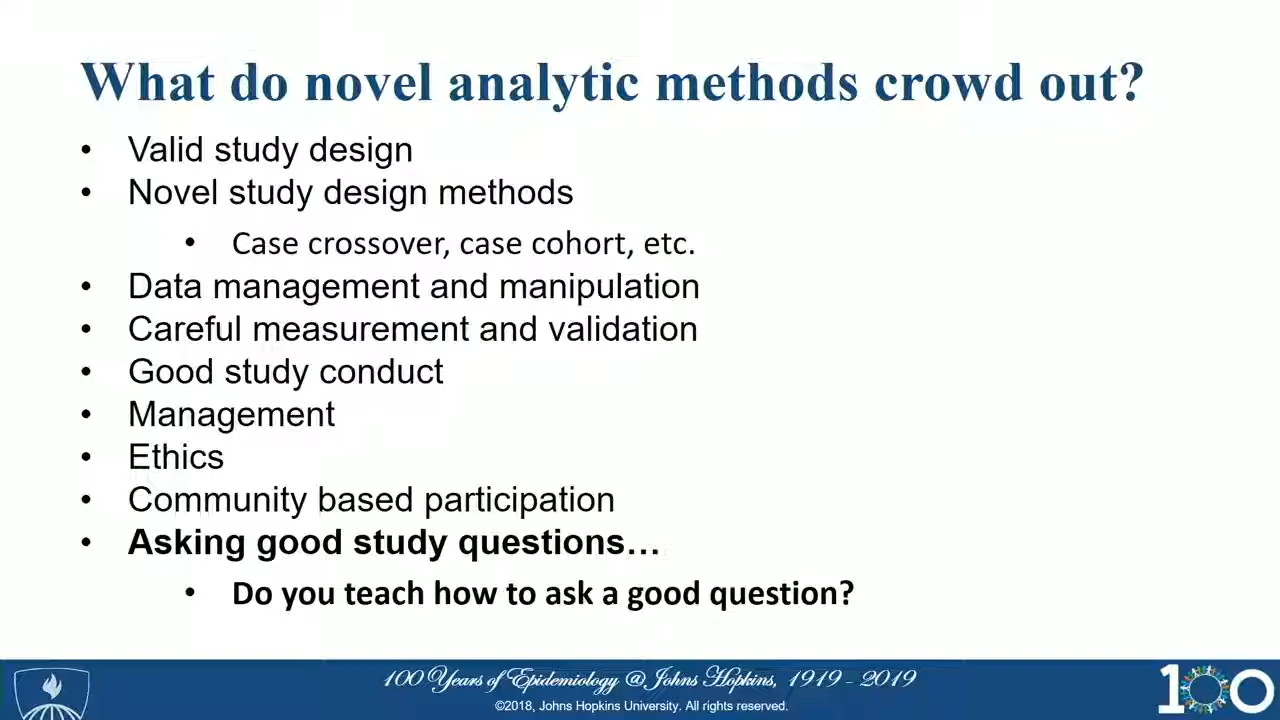 What do novel analytic methods crowd out?
• Valid study design
• Novel study design methods
• Case crossover, case cohort, etc.
• Data management and manipulation
• Careful measurement and validation
• Good study conduct
• Management
• Ethics
• Community based participation
• Asking good study questions…
• Do you teach how to ask a good question?
100 Years of Epidemiology @ Johns Hopkins, 1919 - 2019
©2018, Johns Hopkins University. All rights reserved.
100